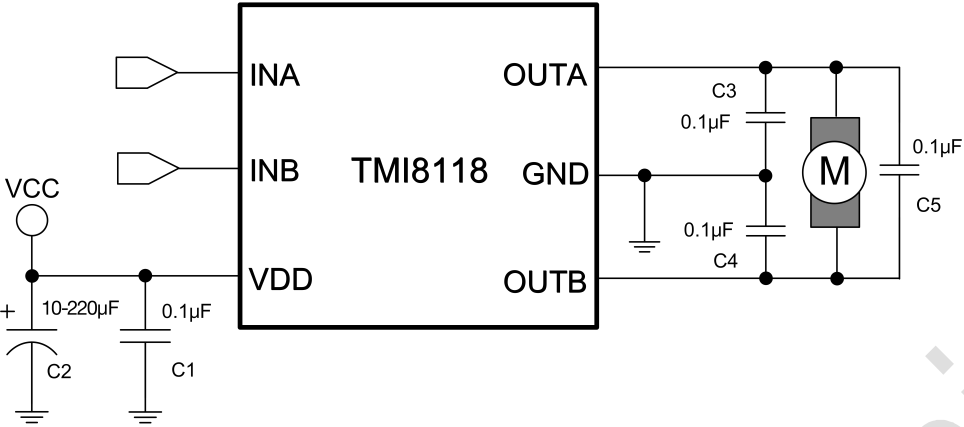 INA
OUTA
C3
0.1µF
0.1µF
C5
INB
TMI8118
GND
M
VCC
0.1µF
C4
VDD
OUTB
+
10-220µF
0.1µF
C2
C1